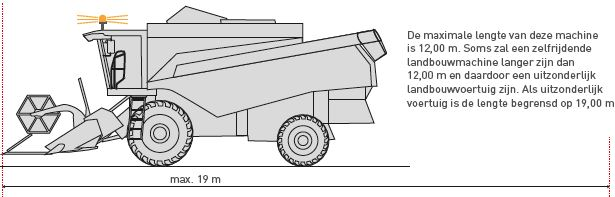 De maximale lengte van deze machine
is 12,00 m. Soms zal een zelfrijdende
landbouwmachine langer zijn dan
12,00 m en daardoor een uitzonderlijk
landbouwvoertuig zijn. Als uitzonderlijk
voertuig is de lengte begrensd op 19,00 m
max. 19 m